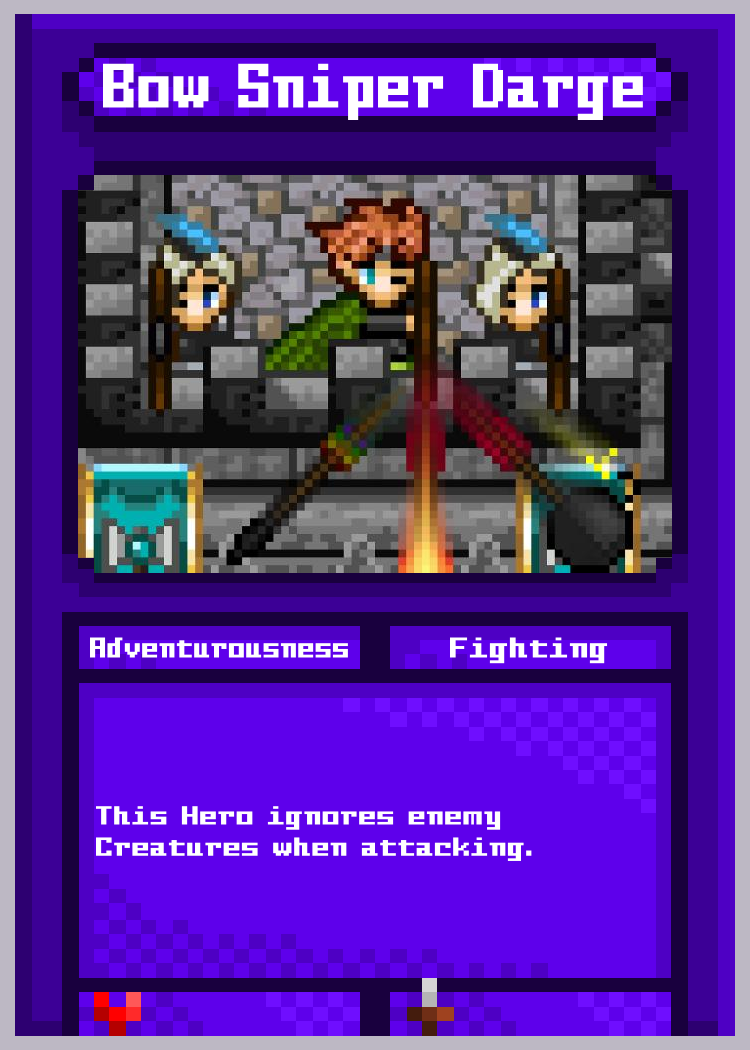 Bow Sniper Darge
Adventurousness
Fighting
This Hero ignores enemy
Creatures when attacking.